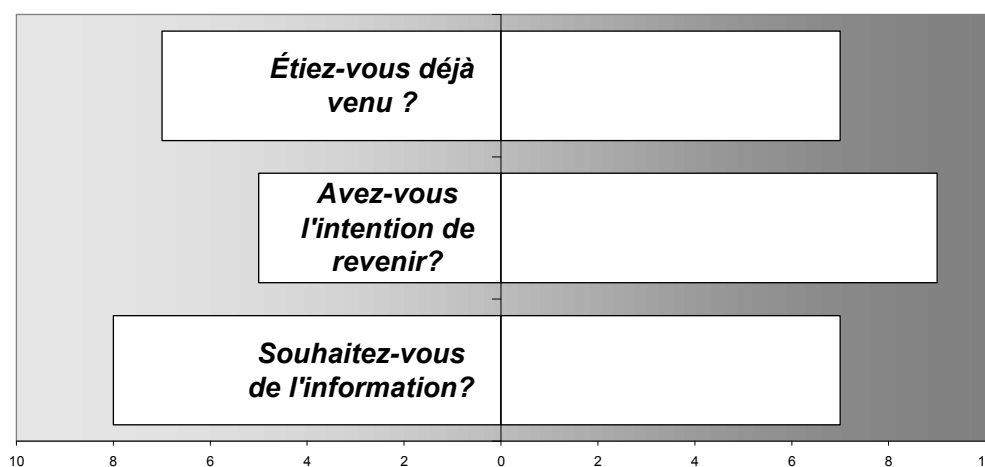 Étiez-vous déjà
venu ?
Avez-vous
l'intention de
revenir?
Souhaitez-vous
de l'information?
10 8 6 4 2 0 2 4 6 8